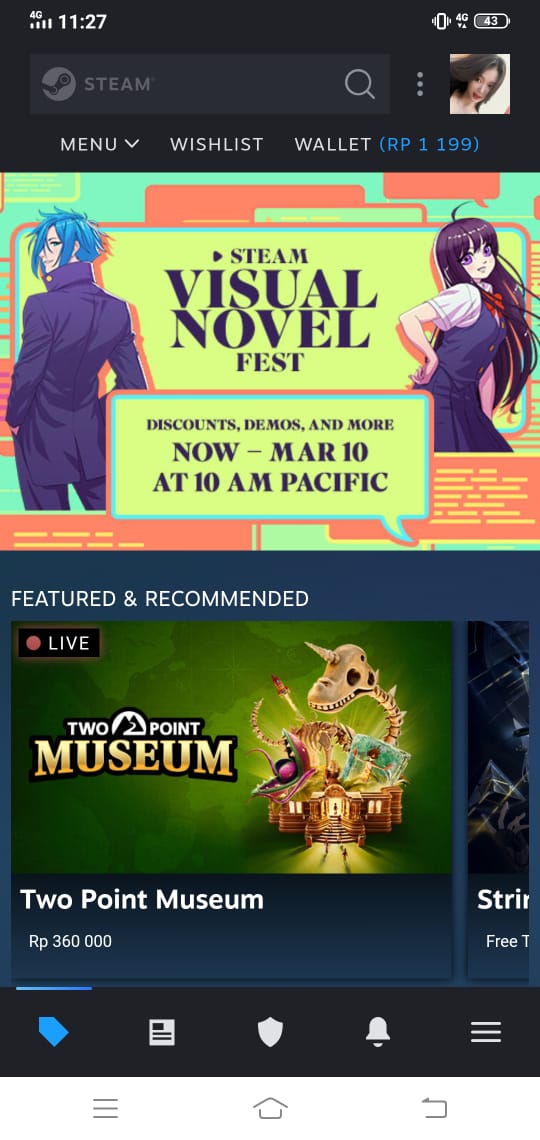 4G 11:27 4G 43
STEAM
MENU WISHLIST WALLET (RP 1 199)
STEAM
VISUAL
NOVEL
FEST
DISCOUNTS, DEMOS, AND MORE
NOW – MAR 10
AT 10 AM PACIFIC
FEATURED & RECOMMENDED
LIVE
TWO POINT
MUSEUM
Two Point Museum
Rp 360 000
Strin
Free T